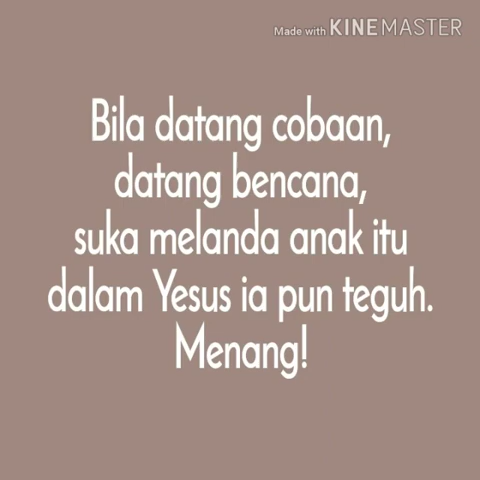 Made with KINEMASTER
Bila datang cobaan,
datang bencana,
suka melanda anak itu
dalam Yesus ia pun teguh.
Menang!